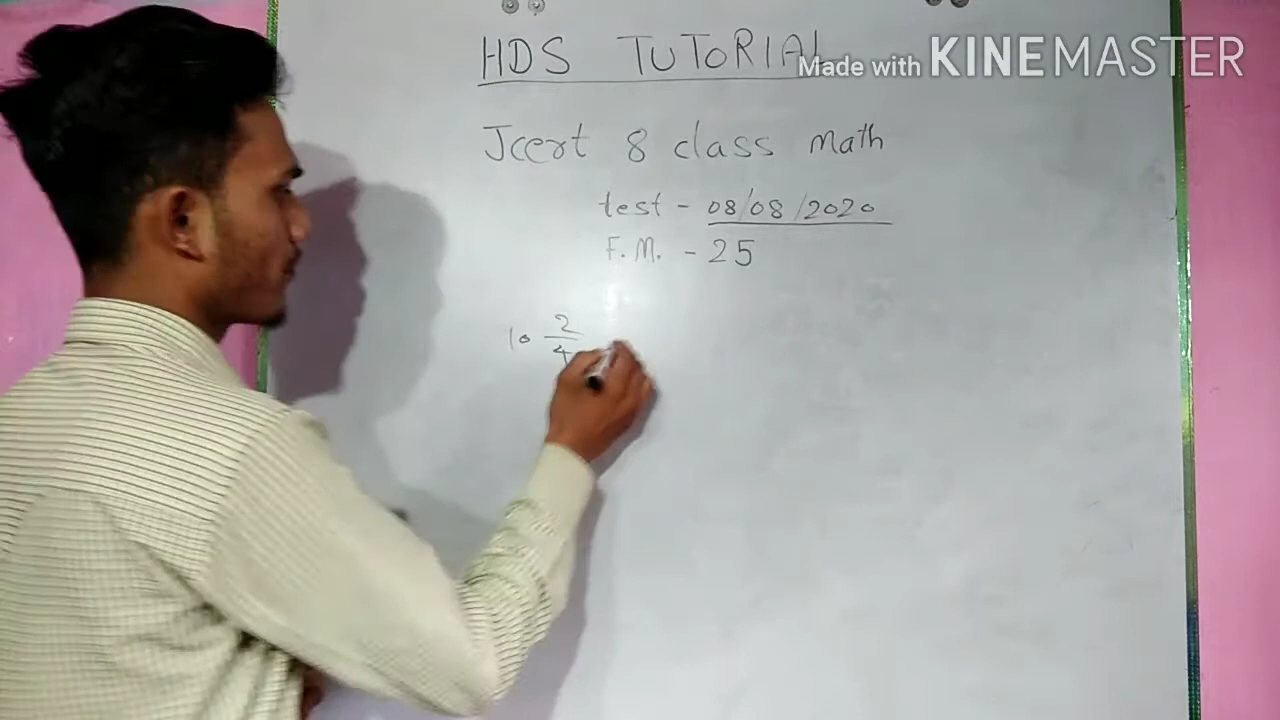 HDS TUTORIAL
Made with KINEMASTER
Jcert 8 class math
test - 08/08/2020
F.M. - 25
10 2/4